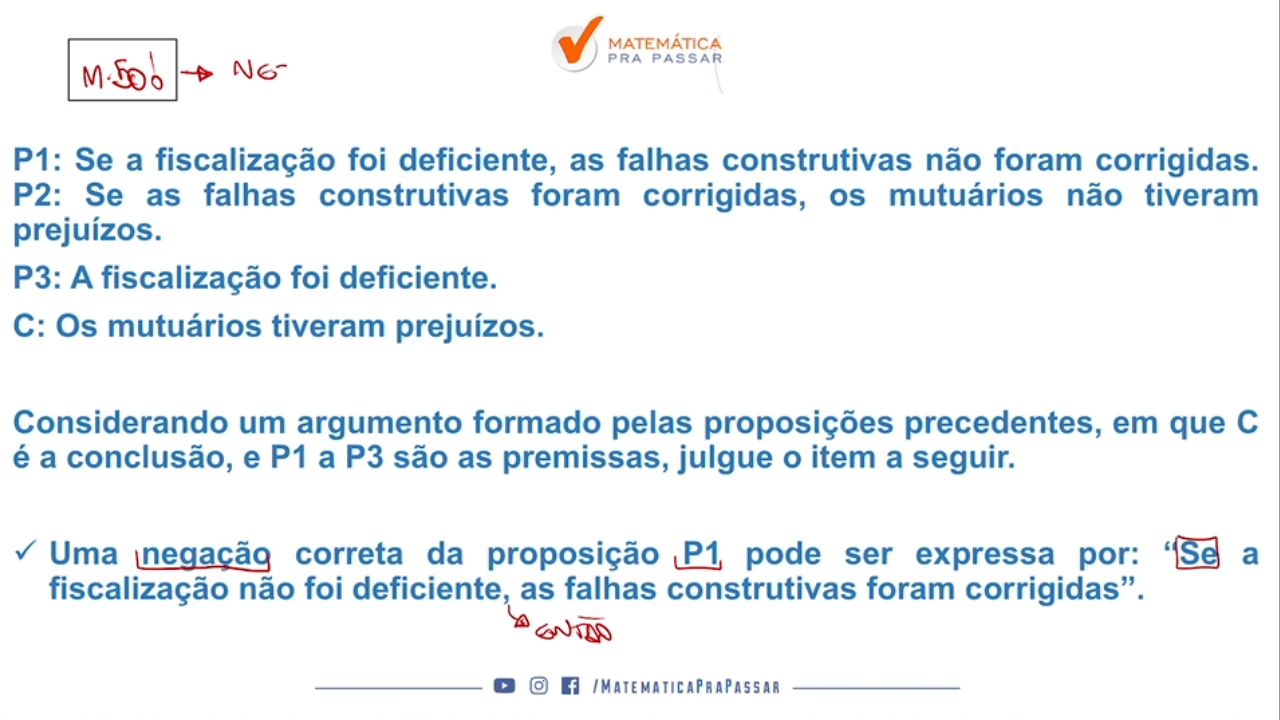 MATEMÁTICA
PRA PASSAR
P1: Se a fiscalização foi deficiente, as falhas construtivas não foram corrigidas.
P2: Se as falhas construtivas foram corrigidas, os mutuários não tiveram
prejuízos.
P3: A fiscalização foi deficiente.
C: Os mutuários tiveram prejuízos.
Considerando um argumento formado pelas proposições precedentes, em que C
é a conclusão, e P1 a P3 são as premissas, julgue o item a seguir.
✓ Uma negação correta da proposição P1 pode ser expressa por: “Se a
fiscalização não foi deficiente, as falhas construtivas foram corrigidas”.
ENTÃO
/MATEMATICAPRAPASSAR